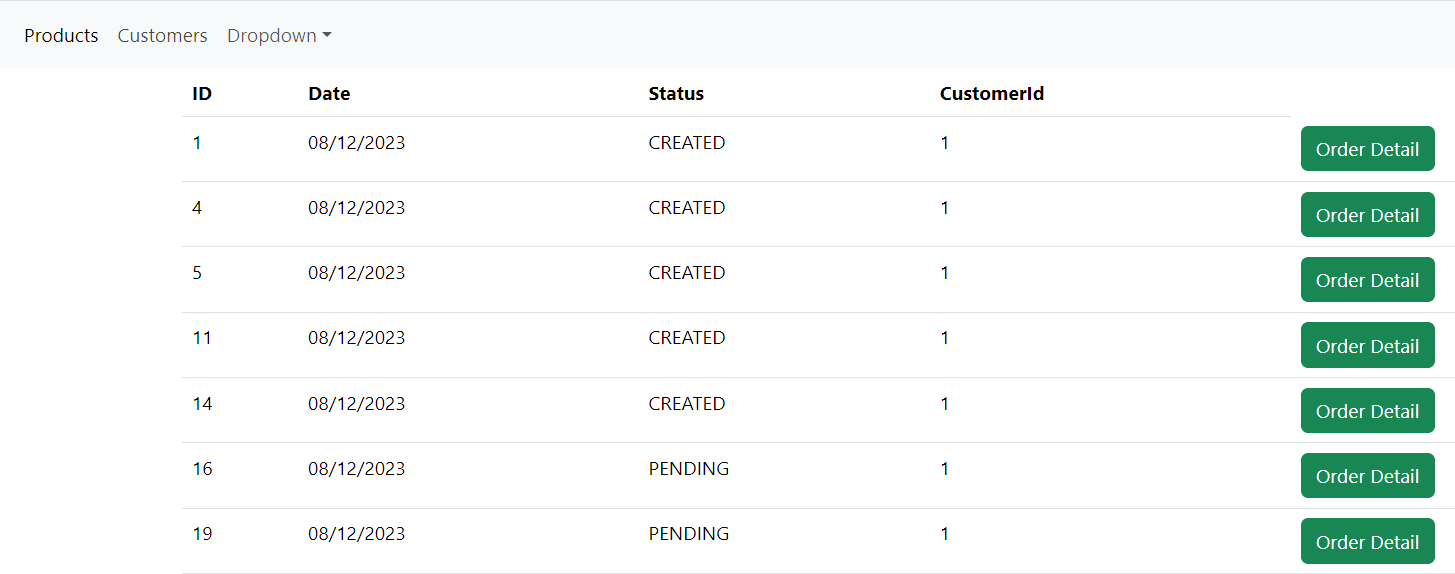 Products Customers Dropdown
ID Date Status CustomerId
1 08/12/2023 CREATED 1 Order Detail
4 08/12/2023 CREATED 1 Order Detail
5 08/12/2023 CREATED 1 Order Detail
11 08/12/2023 CREATED 1 Order Detail
14 08/12/2023 CREATED 1 Order Detail
16 08/12/2023 PENDING 1 Order Detail
19 08/12/2023 PENDING 1 Order Detail